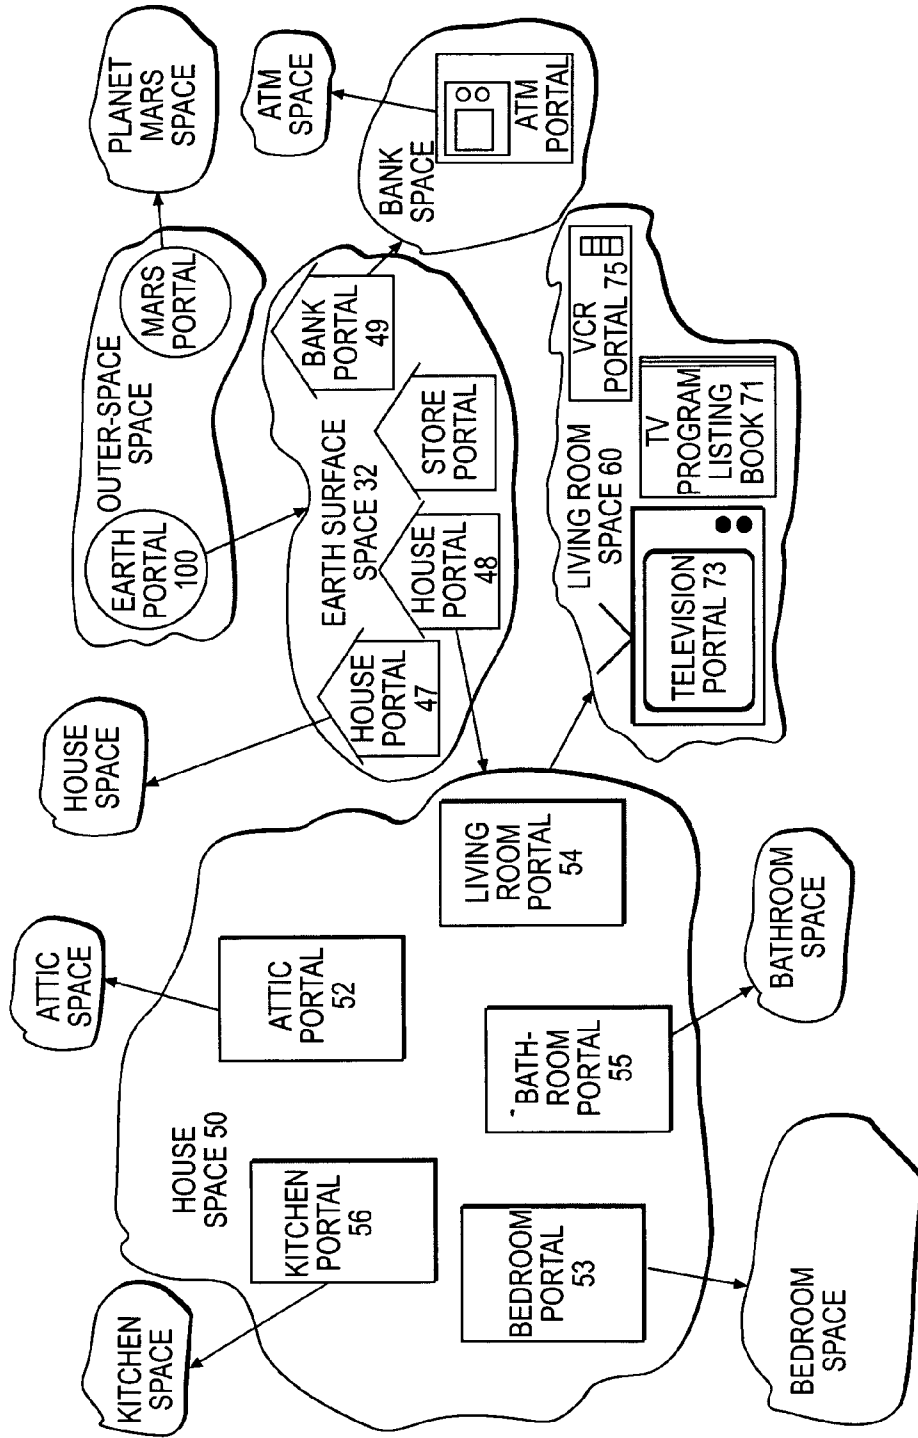 KITCHEN
SPACE
ATTIC
SPACE
HOUSE
SPACE
PLANET
MARS
SPACE
ATM
SPACE
OUTER-SPACE
SPACE
EARTH
PORTAL
100
MARS
PORTAL
HOUSE
SPACE 50
KITCHEN
PORTAL
56
ATTIC
PORTAL
52
BEDROOM
PORTAL
53
BATH-
ROOM
PORTAL
55
LIVING
ROOM
PORTAL
54
EARTH SURFACE
SPACE 32
HOUSE
PORTAL
47
HOUSE
PORTAL
48
STORE
PORTAL
BANK
PORTAL
49
BANK
SPACE
ATM
PORTAL
LIVING ROOM
SPACE 60
TELEVISION
PORTAL 73
TV
PROGRAM
LISTING
BOOK 71
VCR
PORTAL 75
BEDROOM
SPACE
BATHROOM
SPACE